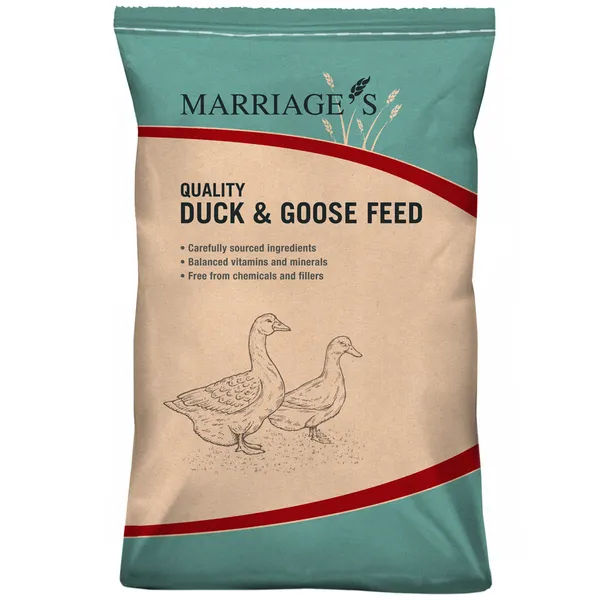 MARRIAGE'S
QUALITY
DUCK & GOOSE FEED
• Carefully sourced ingredients
• Balanced vitamins and minerals
• Free from chemicals and fillers